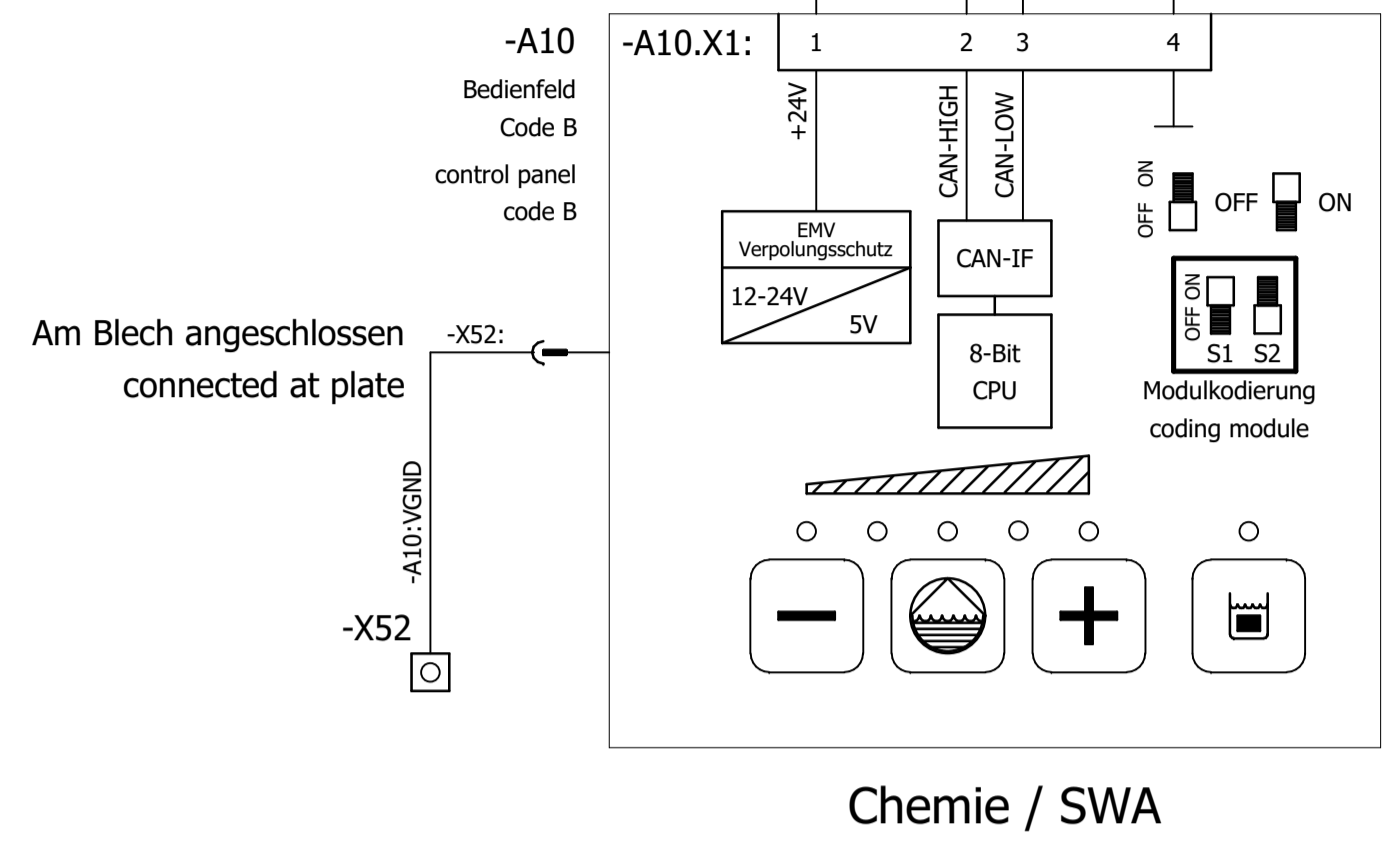 -A10
Bedienfeld
Code B
control panel
code B
-A10.X1:
1
2
3
4
+24V
CAN-HIGH
CAN-LOW
EMV
Verpolungsschutz
12-24V
5V
CAN-IF
8-Bit
CPU
OFF ON
OFF
ON
OFF ON
S1
S2
Modulkodierung
coding module
Am Blech angeschlossen
connected at plate
-X52:
-A10:VGND
-X52
Chemie / SWA